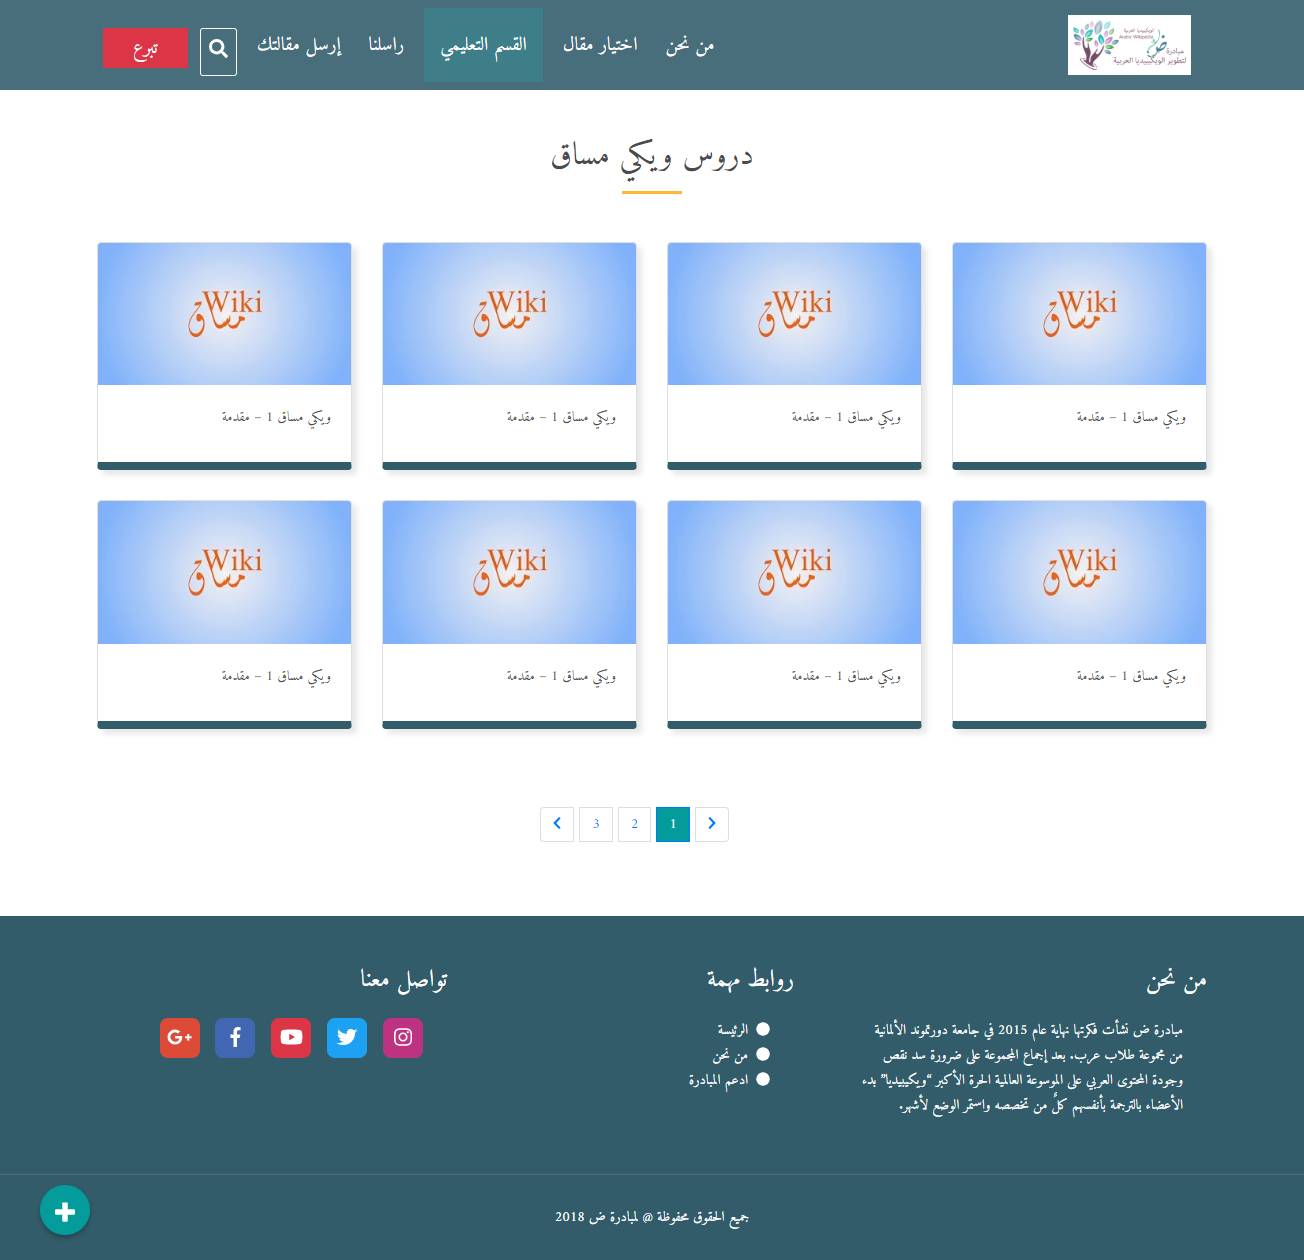 ويكيبيديا العربية
Arabic Wikipedia
مبادرة ض
لتطوير الويكيبيديا العربية
من نحن
اختيار مقال
القسم التعليمي
راسلنا
إرسل مقالتك
تبرع
دروس ويكي مساق
Wiki مساق
Wiki مساق
Wiki مساق
Wiki مساق
ويكي مساق 1 – مقدمة
ويكي مساق 1 – مقدمة
ويكي مساق 1 – مقدمة
ويكي مساق 1 – مقدمة
Wiki مساق
Wiki مساق
Wiki مساق
Wiki مساق
ويكي مساق 1 – مقدمة
ويكي مساق 1 – مقدمة
ويكي مساق 1 – مقدمة
ويكي مساق 1 – مقدمة
1 2 3
من نحن
مبادرة ض نشأت فكرتها نهاية عام 2015 في جامعة دورتموند الألمانية
من مجموعة طلاب عرب. بعد إجماع المجموعة على ضرورة سد نقص
وجودة المحتوى العربي على الموسوعة العالمية الحرة الأكبر “ويكيبيديا” بدء
الأعضاء بالترجمة بأنفسهم كلٌ من تخصصه واستمر الوضع لأشهر.
روابط مهمة
الرئيسة
من نحن
ادعم المبادرة
تواصل معنا
G+
جميع الحقوق محفوظة @ لمبادرة ض 2018